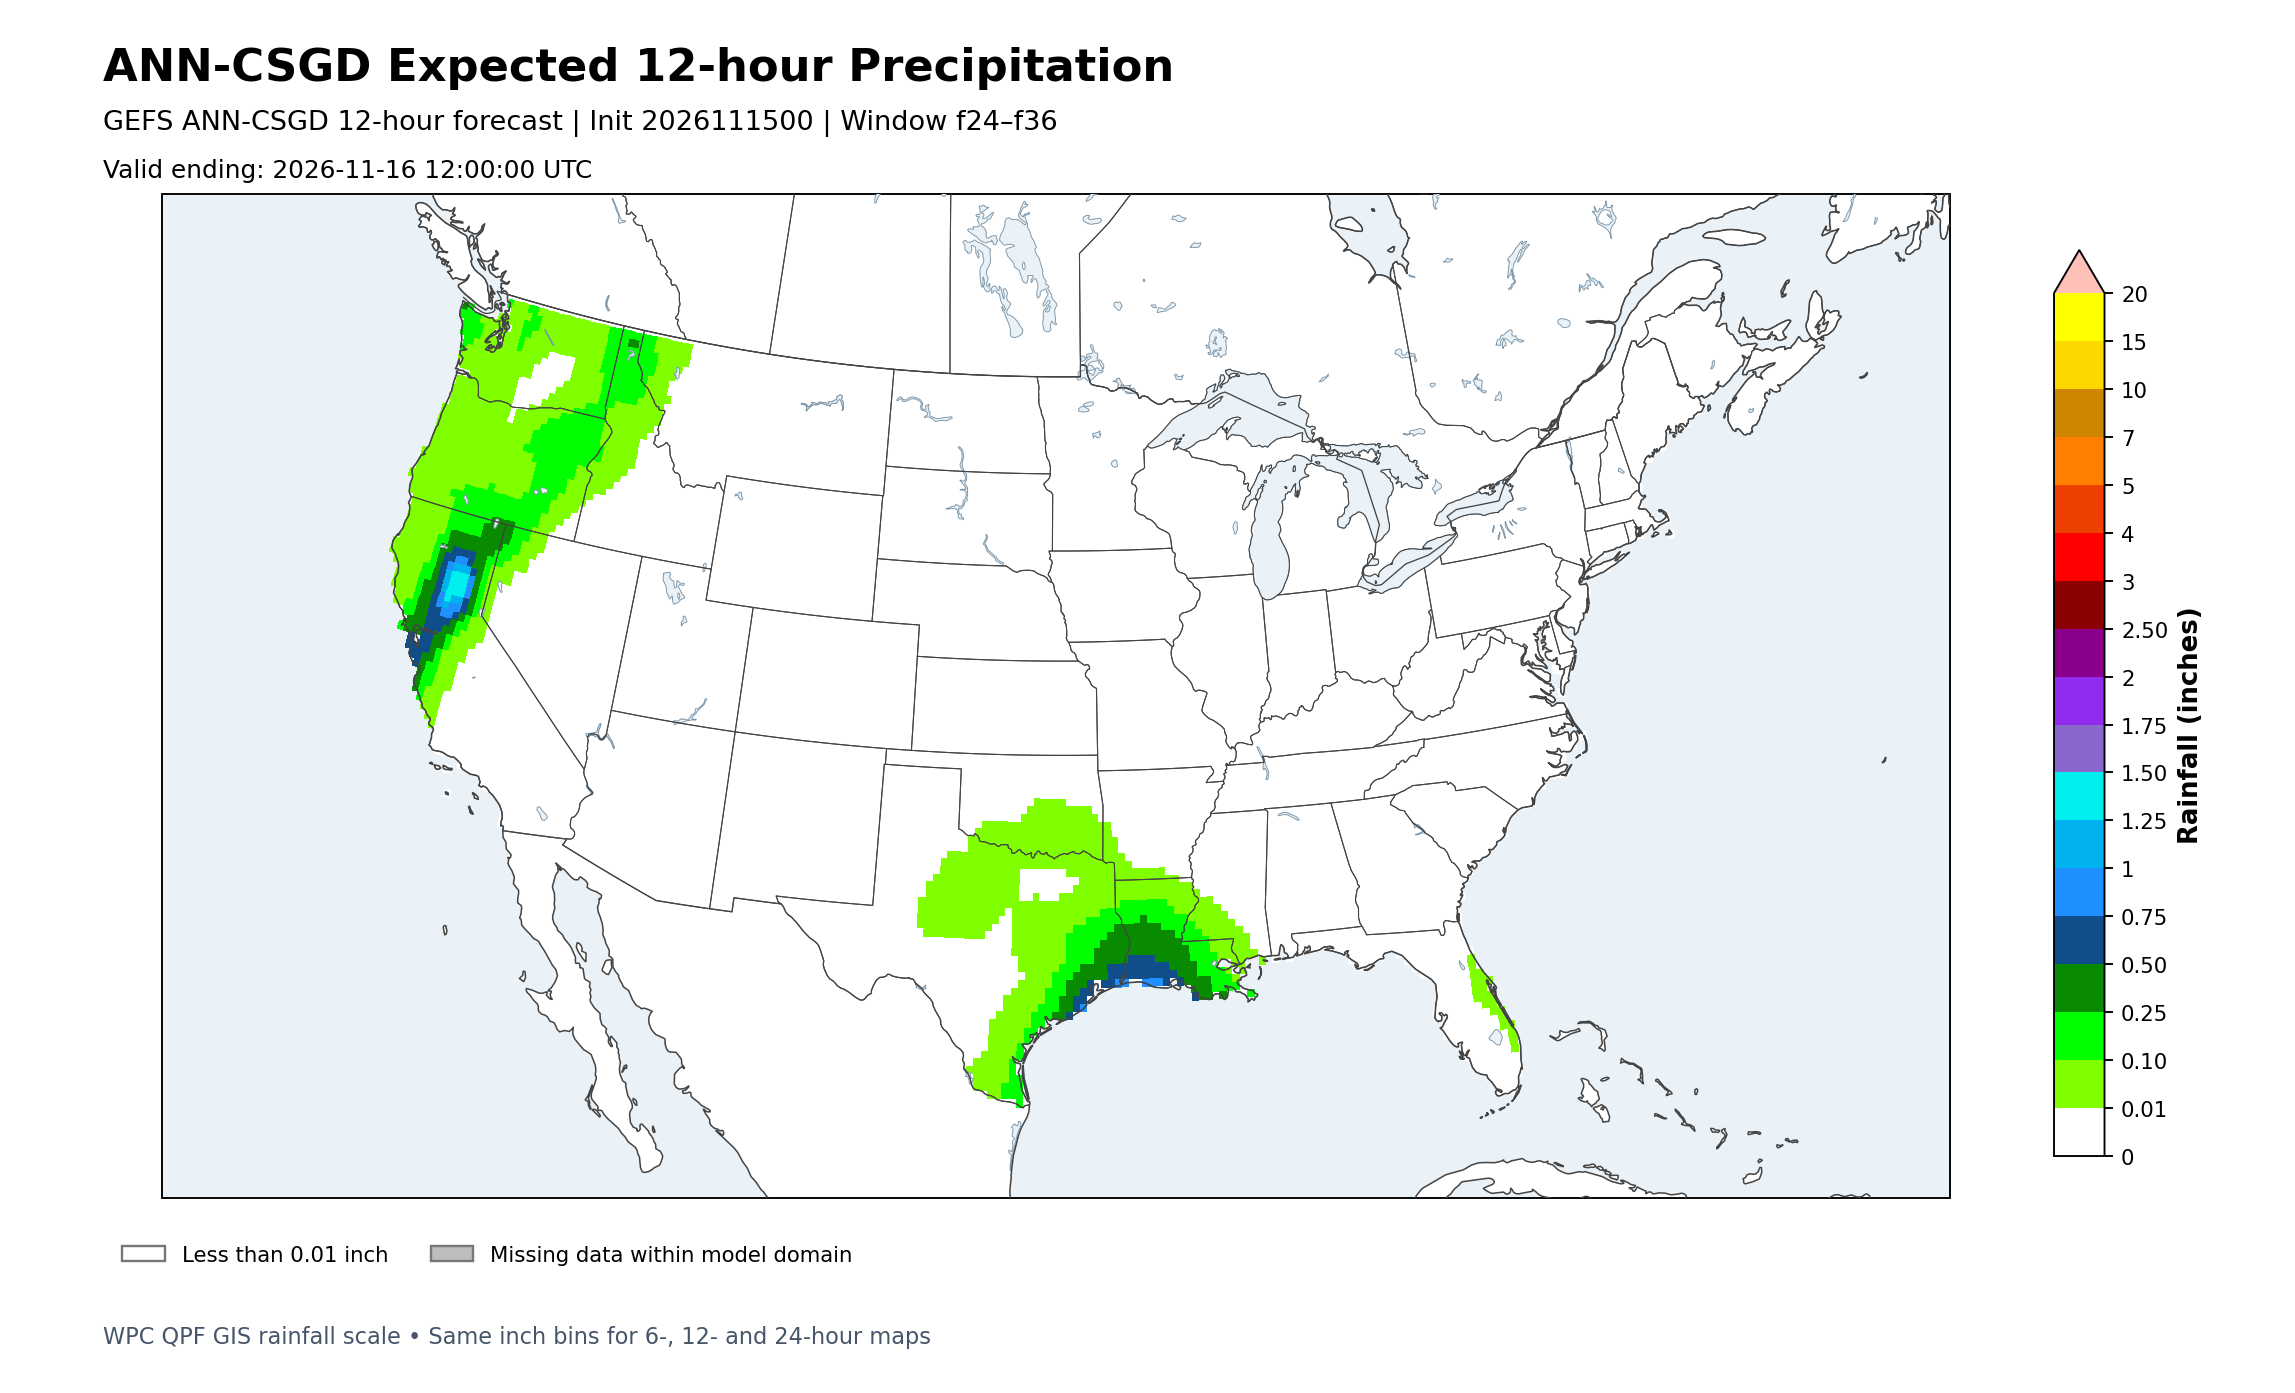 ANN-CSGD Expected 12-hour Precipitation
GEFS ANN-CSGD 12-hour forecast | Init 2026111500 | Window f24–f36
Valid ending: 2026-11-16 12:00:00 UTC
20
15
10
7
5
4
3
2.50
2
1.75
1.50
1.25
1
0.75
0.50
0.25
0.10
0.01
0
Rainfall (inches)
Less than 0.01 inch
Missing data within model domain
WPC QPF GIS rainfall scale • Same inch bins for 6-, 12- and 24-hour maps